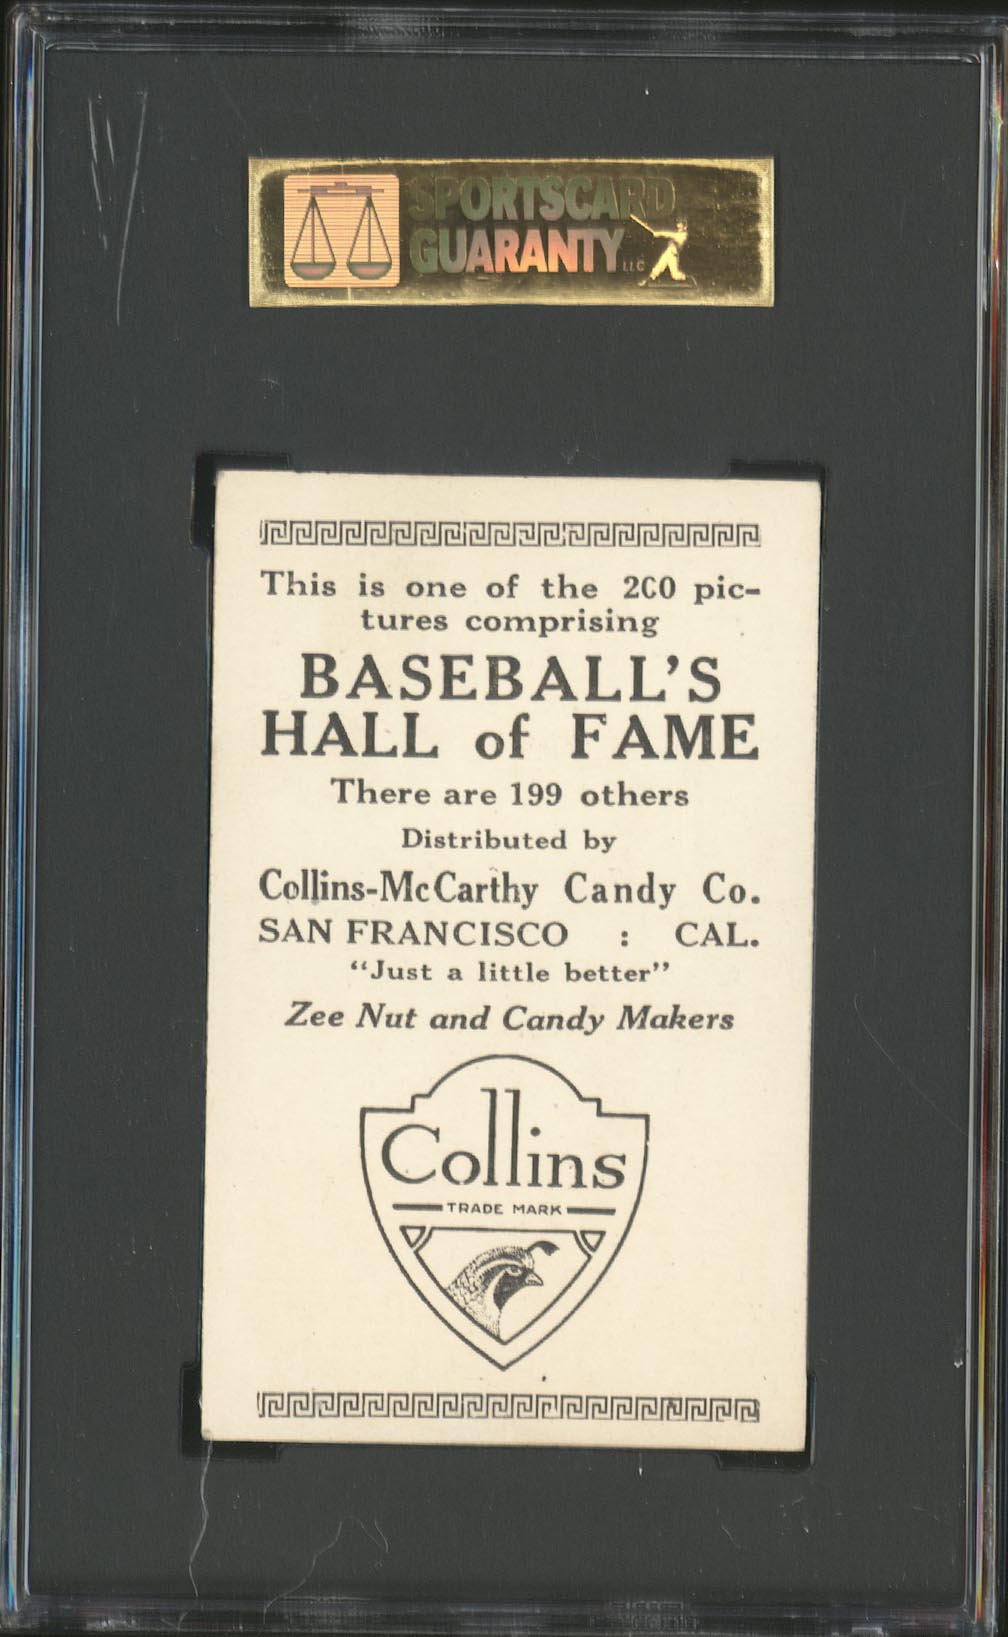 SPORTSCARD
GUARANTY LLC
This is one of the 200 pic-
tures comprising
BASEBALL'S
HALL of FAME
There are 199 others
Distributed by
Collins-McCarthy Candy Co.
SAN FRANCISCO : CAL.
"Just a little better"
Zee Nut and Candy Makers
Collins
TRADE MARK